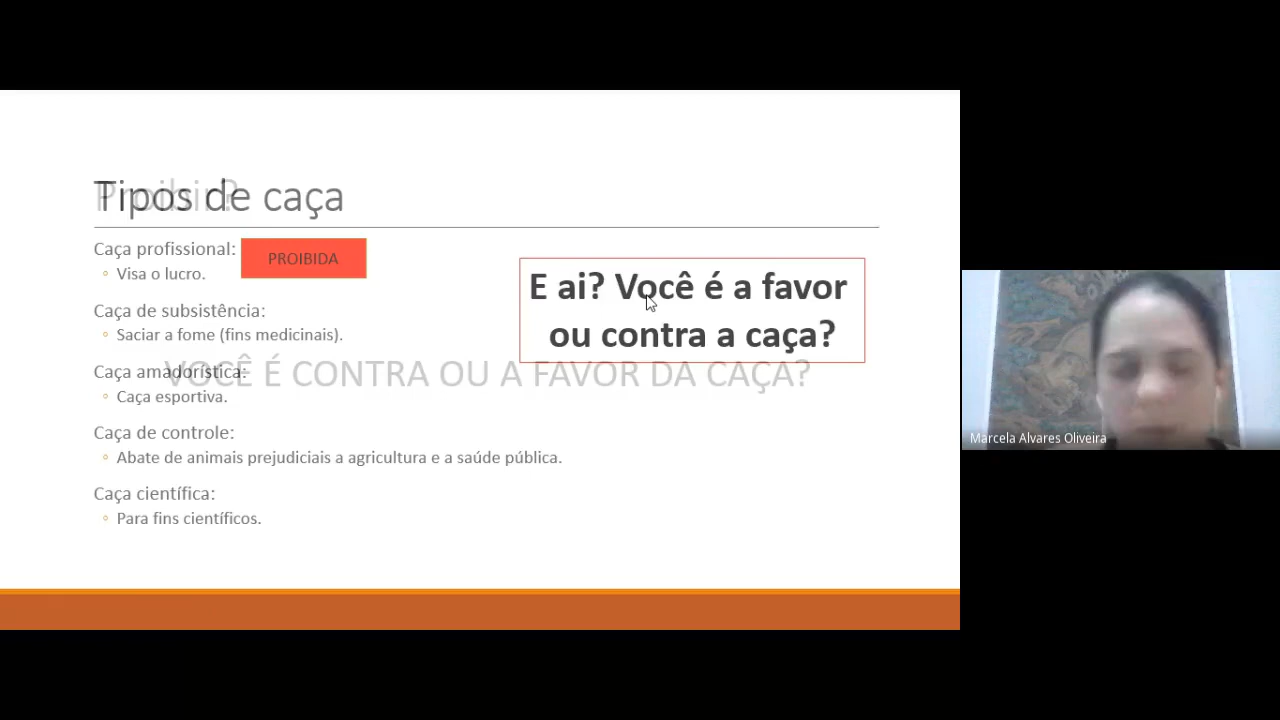 Tipos de caça
Proibir?
Caça profissional:
PROIBIDA
◦ Visa o lucro.
Caça de subsistência:
◦ Saciar a fome (fins medicinais).
Caça amadorística:
◦ Caça esportiva.
Caça de controle:
◦ Abate de animais prejudiciais a agricultura e a saúde pública.
Caça científica:
◦ Para fins científicos.
E ai? Você é a favor
ou contra a caça?
VOCÊ É CONTRA OU A FAVOR DA CAÇA?
Marcela Alvares Oliveira